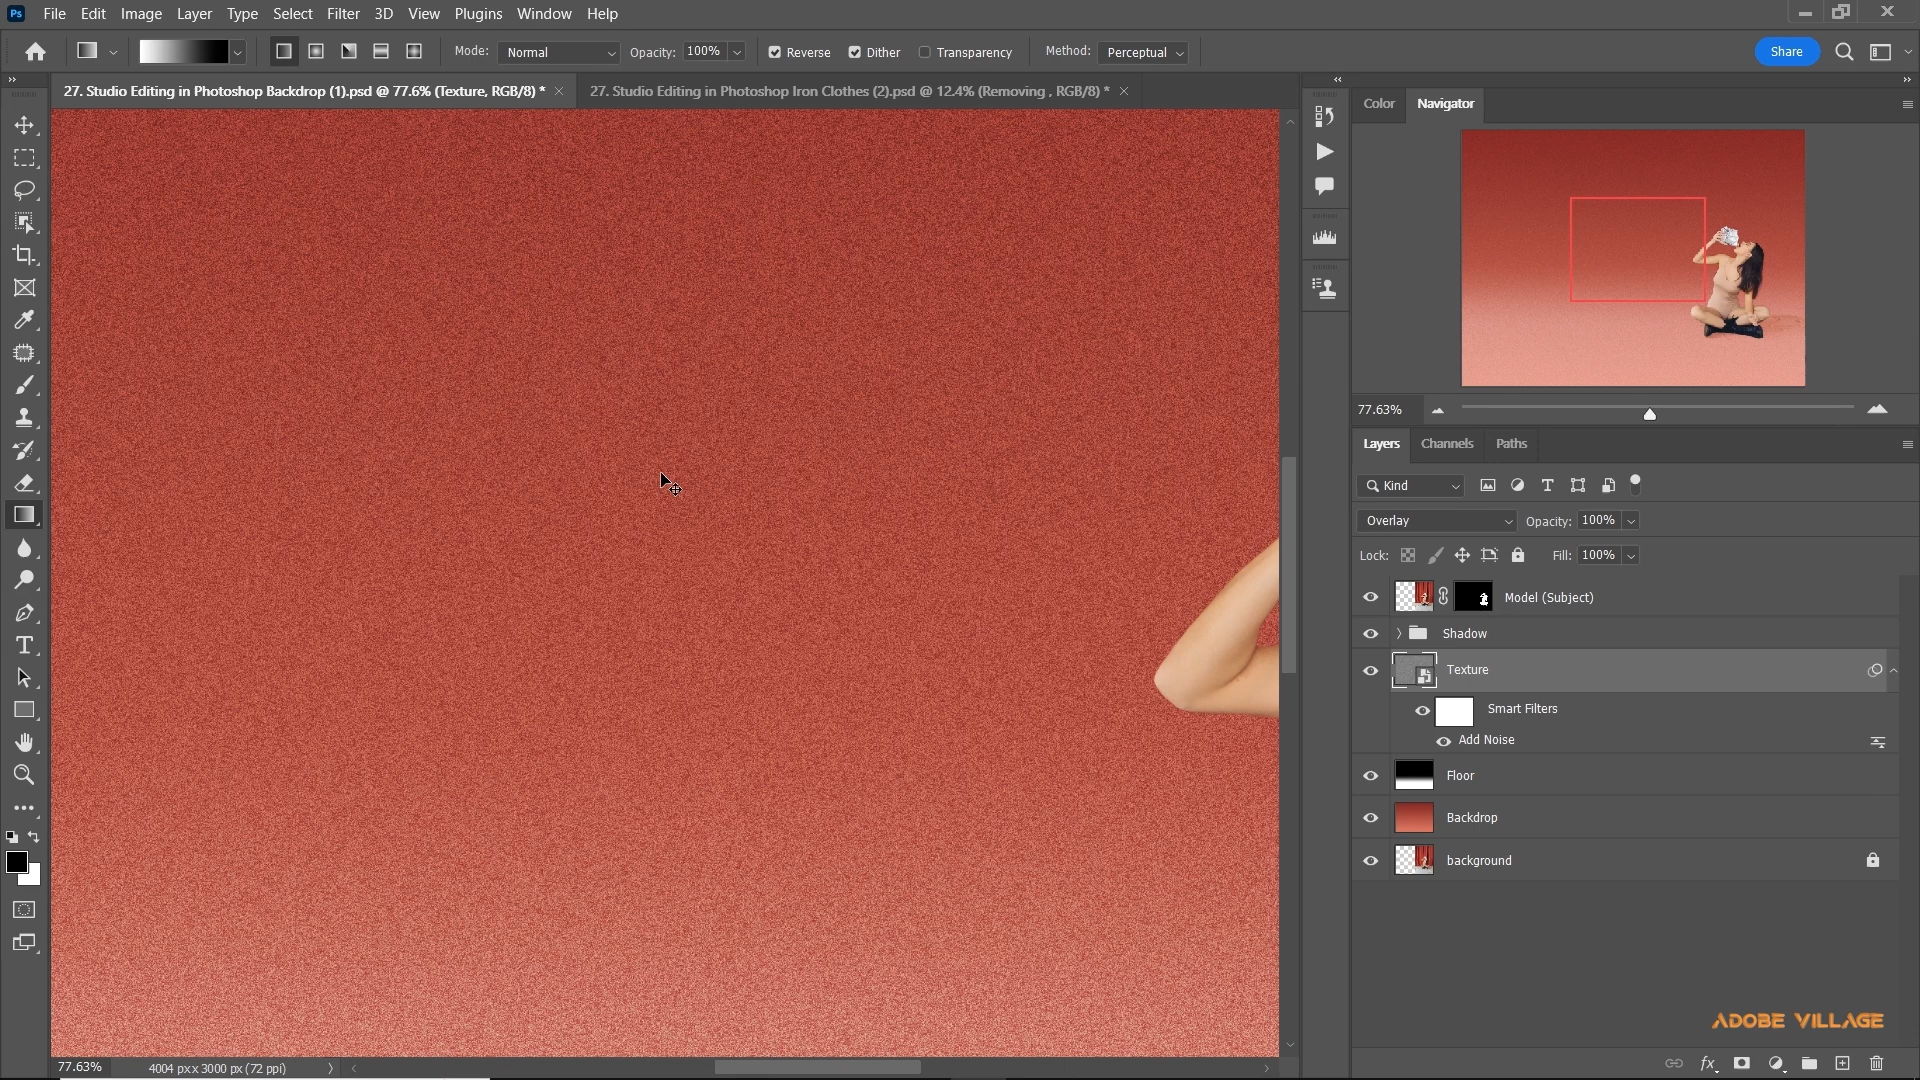 Ps File Edit Image Layer Type Select Filter 3D View Plugins Window Help
Mode: Normal Opacity: 100% Reverse Dither Transparency Method: Perceptual Share
27. Studio Editing in Photoshop Backdrop (1).psd @ 77.6% (Texture, RGB/8) * 27. Studio Editing in Photoshop Iron Clothes (2).psd @ 12.4% (Removing , RGB/8) *
Color Navigator
77.63%
Layers Channels Paths
Kind
Overlay Opacity: 100%
Lock: Fill: 100%
Model (Subject)
Shadow
Texture
Smart Filters
Add Noise
Floor
Backdrop
background
ADOBE VILLAGE
77.63% 4004 px x 3000 px (72 ppi)
fx